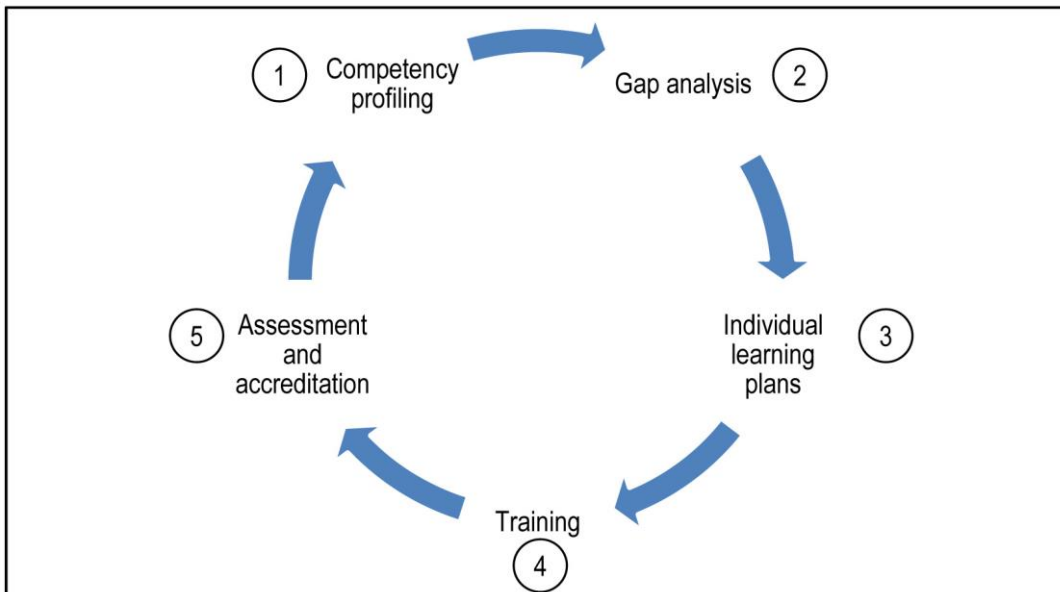 1
Competency
profiling
Gap analysis
2
Individual
learning
plans
3
Training
4
5
Assessment
and
accreditation